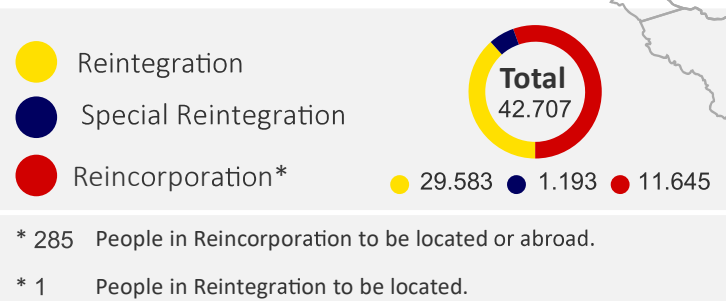 Reintegration
Special Reintegration
Reincorporation*
Total
42.707
29.583 1.193 11.645
* 285 People in Reincorporation to be located or abroad.
* 1 People in Reintegration to be located.